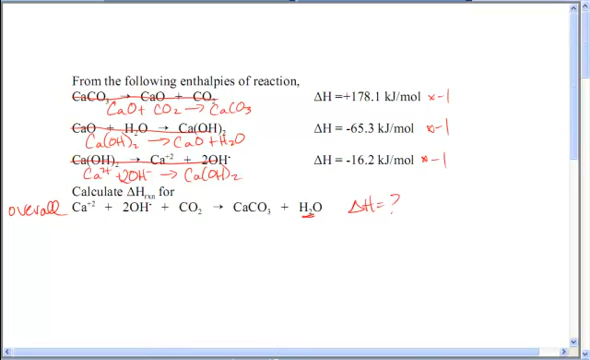 From the following enthalpies of reaction,
CaCO₃ → CaO + CO₂ ΔH =+178.1 kJ/mol x -1
CaO + CO₂ → CaCO₃
CaO + H₂O → Ca(OH)₂ ΔH = -65.3 kJ/mol x -1
Ca(OH)₂ → CaO + H₂O
Ca(OH)₂ → Ca⁺² + 2OH⁻ ΔH = -16.2 kJ/mol x -1
Ca²⁺ + 2OH⁻ → Ca(OH)₂
Calculate ΔHrxn for
overall Ca⁺² + 2OH⁻ + CO₂ → CaCO₃ + H₂O ΔH = ?